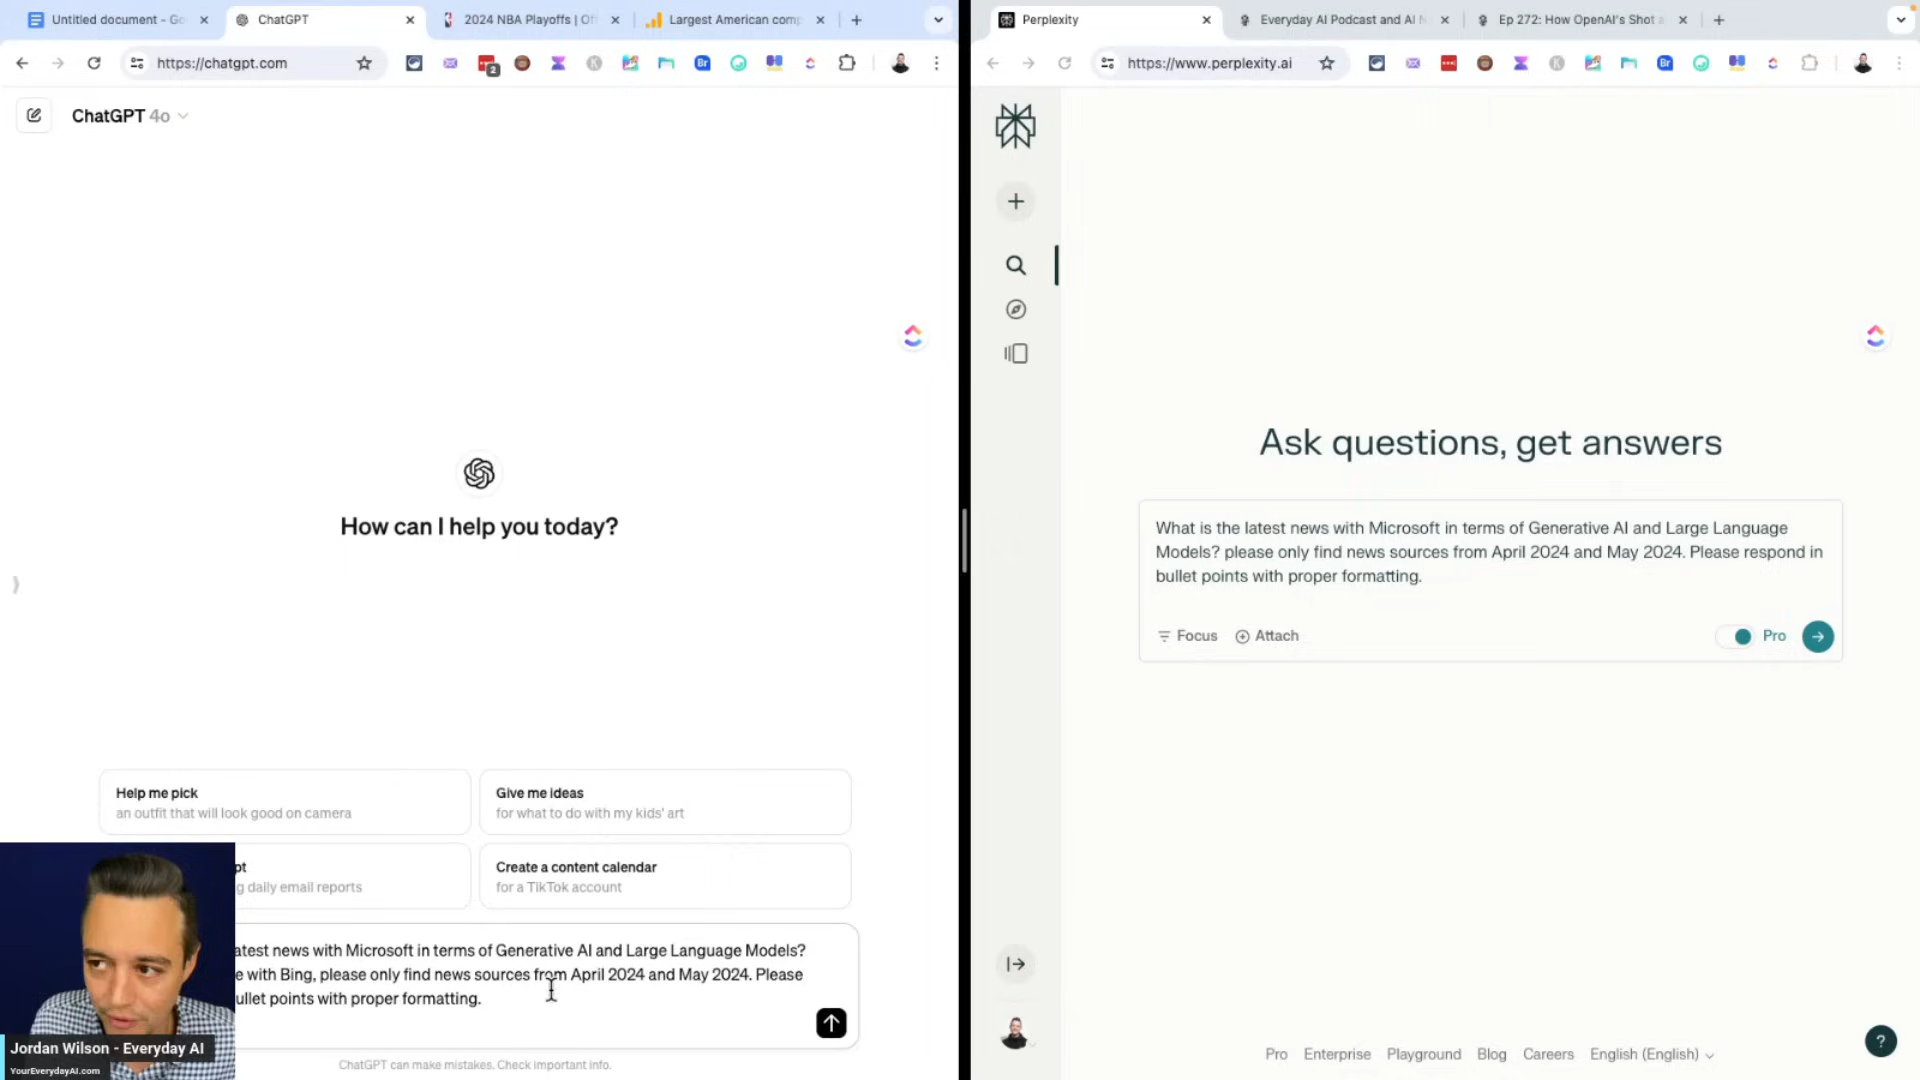 Untitled document - Go
ChatGPT
2024 NBA Playoffs | Of
Largest American comp
https://chatgpt.com
2
ChatGPT 4o
How can I help you today?
Help me pick
an outfit that will look good on camera
Give me ideas
for what to do with my kids' art
pt
g daily email reports
Create a content calendar
for a TikTok account
atest news with Microsoft in terms of Generative AI and Large Language Models?
e with Bing, please only find news sources from April 2024 and May 2024. Please
ullet points with proper formatting.
ChatGPT can make mistakes. Check important info.
Jordan Wilson - Everyday AI
YourEverydayAI.com
Perplexity
Everyday AI Podcast and AI N
Ep 272: How OpenAI's Shot a
https://www.perplexity.ai
Ask questions, get answers
What is the latest news with Microsoft in terms of Generative AI and Large Language
Models? please only find news sources from April 2024 and May 2024. Please respond in
bullet points with proper formatting.
Focus
Attach
Pro
Pro
Enterprise
Playground
Blog
Careers
English (English)
?